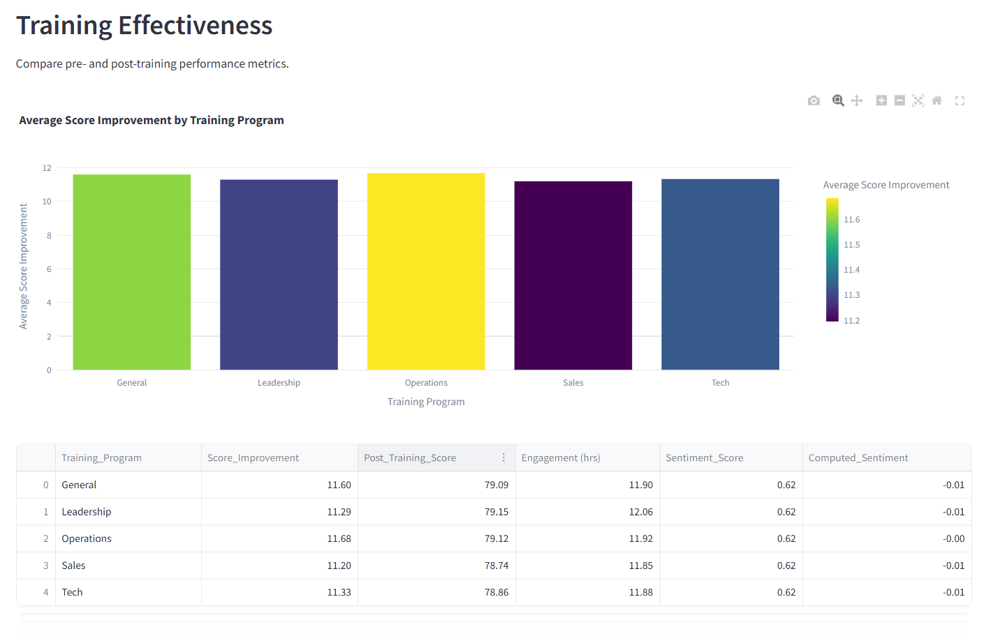 Training Effectiveness
Compare pre- and post-training performance metrics.
Average Score Improvement by Training Program
Average Score Improvement
12
10
8
6
4
2
0
General Leadership Operations Sales Tech
Training Program
Average Score Improvement
11.6
11.5
11.4
11.3
11.2
Training_Program Score_Improvement Post_Training_Score Engagement (hrs) Sentiment_Score Computed_Sentiment
0 General 11.60 79.09 11.90 0.62 -0.01
1 Leadership 11.29 79.15 12.06 0.62 -0.01
2 Operations 11.68 79.12 11.92 0.62 -0.00
3 Sales 11.20 78.74 11.85 0.62 -0.01
4 Tech 11.33 78.86 11.88 0.62 -0.01